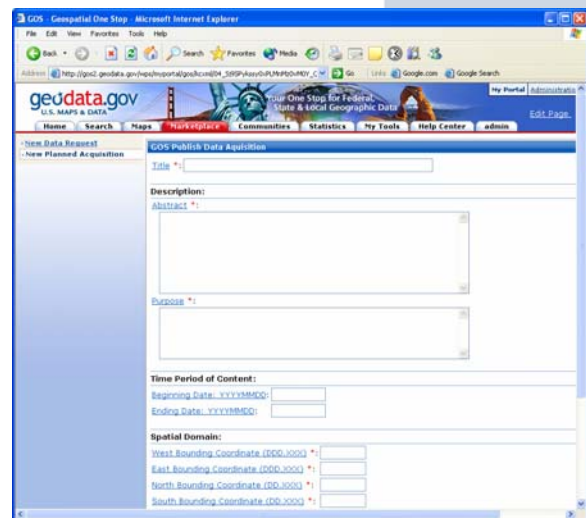 GOS - Geospatial One Stop - Microsoft Internet Explorer
File Edit View Favorites Tools Help
Back Search Favorites Media
Address Go Links Google.com Google Search
geodata.gov
U.S. MAPS & DATA
Your One Stop for Federal,
State & Local Geographic Data
My Portal Administratio
Edit Page
Home Search Maps Marketplace Communities Statistics My Tools Help Center admin
New Data Request
New Planned Acquisition
GOS Publish Data Aquisition
Title *:
Description:
Abstract *:
Purpose *:
Time Period of Content:
Beginning Date: YYYYMMDD:
Ending Date: YYYYMMDD:
Spatial Domain:
West Bounding Coordinate (DDD.XXX) *:
East Bounding Coordinate (DDD.XXX) *:
North Bounding Coordinate (DD.XXX) *:
South Bounding Coordinate (DD.XXX) *: